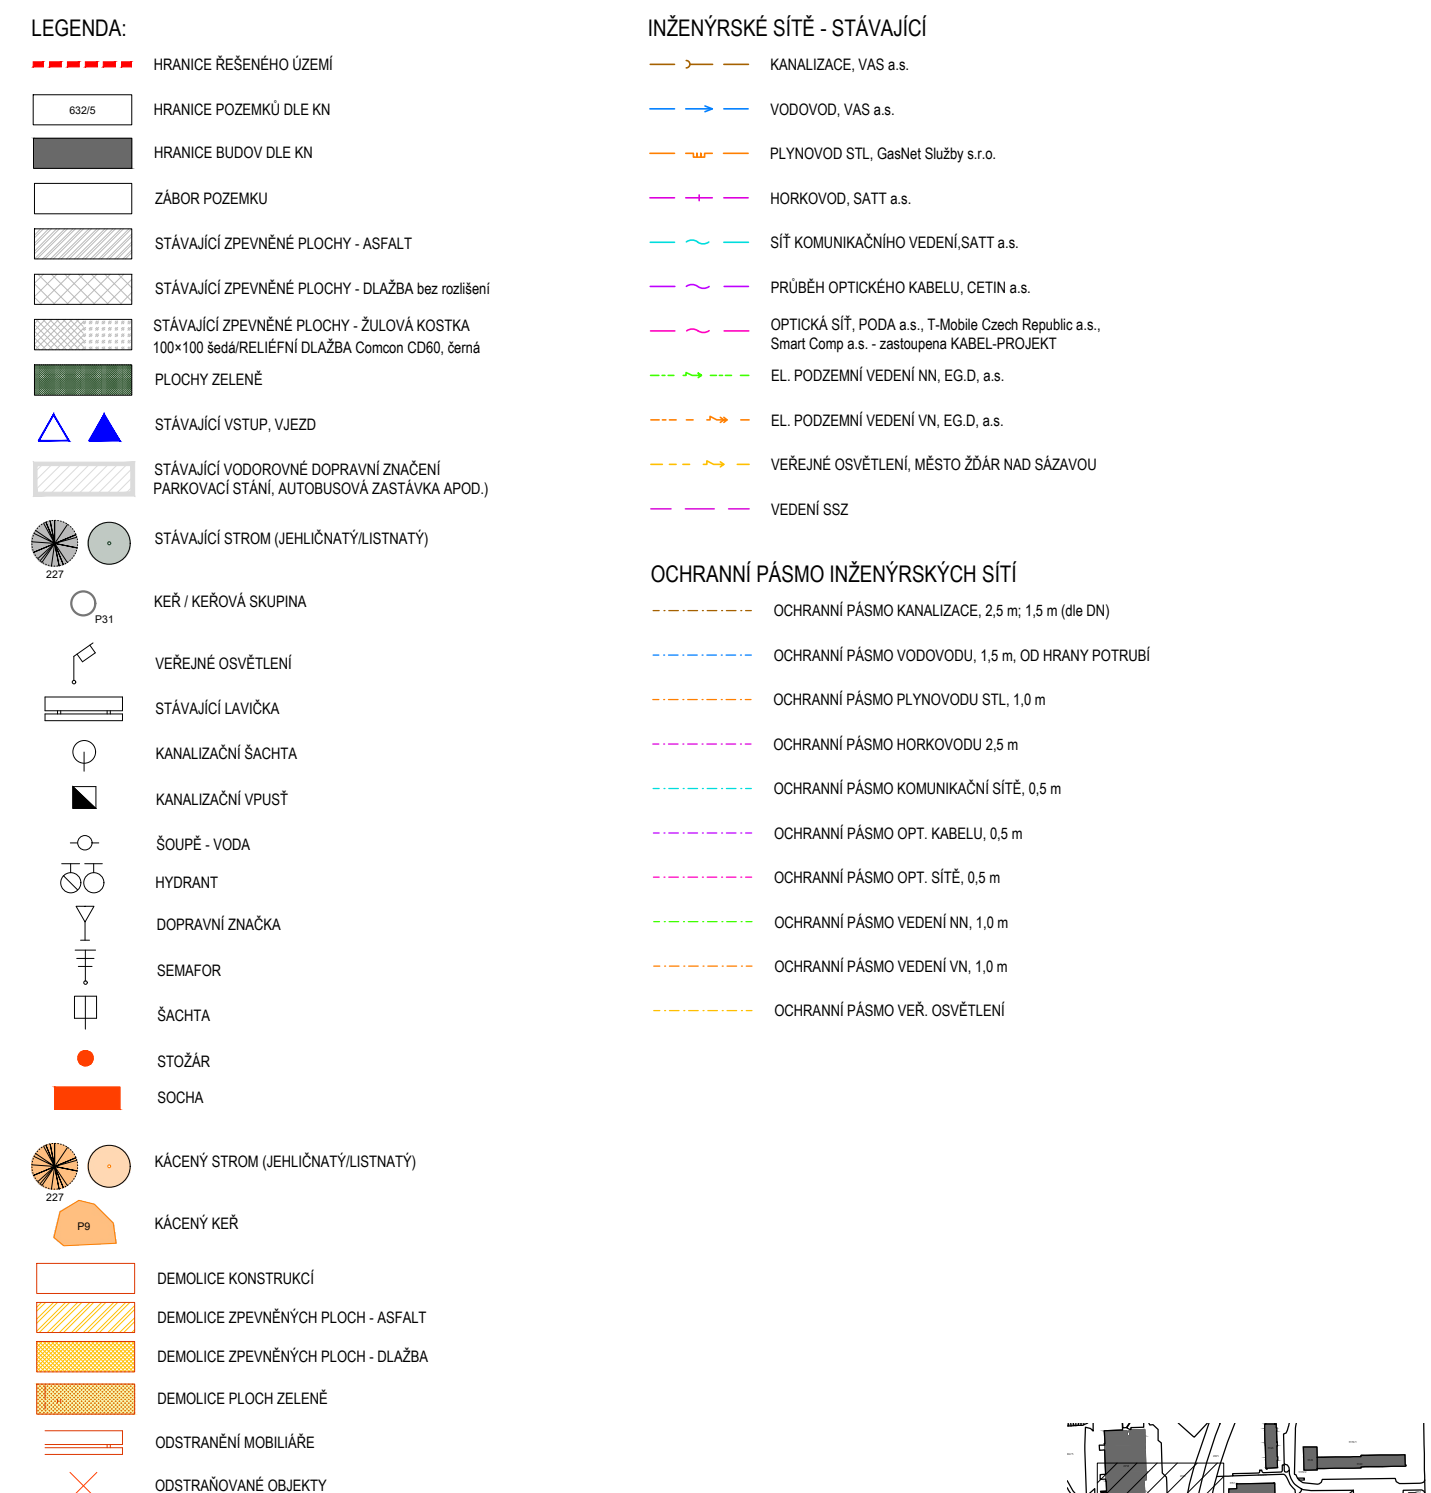 LEGENDA:
HRANICE ŘEŠENÉHO ÚZEMÍ
632/5
HRANICE POZEMKŮ DLE KN
HRANICE BUDOV DLE KN
ZÁBOR POZEMKU
STÁVAJÍCÍ ZPEVNĚNÉ PLOCHY - ASFALT
STÁVAJÍCÍ ZPEVNĚNÉ PLOCHY - DLAŽBA bez rozlišení
STÁVAJÍCÍ ZPEVNĚNÉ PLOCHY - ŽULOVÁ KOSTKA
100×100 šedá/RELIÉFNÍ DLAŽBA Comcon CD60, černá
PLOCHY ZELENĚ
STÁVAJÍCÍ VSTUP, VJEZD
STÁVAJÍCÍ VODOROVNÉ DOPRAVNÍ ZNAČENÍ
PARKOVACÍ STÁNÍ, AUTOBUSOVÁ ZASTÁVKA APOD.)
STÁVAJÍCÍ STROM (JEHLIČNATÝ/LISTNATÝ)
227
KEŘ / KEŘOVÁ SKUPINA
P31
VEŘEJNÉ OSVĚTLENÍ
STÁVAJÍCÍ LAVIČKA
KANALIZAČNÍ ŠACHTA
KANALIZAČNÍ VPUSŤ
ŠOUPĚ - VODA
HYDRANT
DOPRAVNÍ ZNAČKA
SEMAFOR
ŠACHTA
STOŽÁR
SOCHA
KÁCENÝ STROM (JEHLIČNATÝ/LISTNATÝ)
227
P9
KÁCENÝ KEŘ
DEMOLICE KONSTRUKCÍ
DEMOLICE ZPEVNĚNÝCH PLOCH - ASFALT
DEMOLICE ZPEVNĚNÝCH PLOCH - DLAŽBA
DEMOLICE PLOCH ZELENĚ
ODSTRANĚNÍ MOBILIÁŘE
ODSTRAŇOVANÉ OBJEKTY
INŽENÝRSKÉ SÍTĚ - STÁVAJÍCÍ
KANALIZACE, VAS a.s.
VODOVOD, VAS a.s.
PLYNOVOD STL, GasNet Služby s.r.o.
HORKOVOD, SATT a.s.
SÍŤ KOMUNIKAČNÍHO VEDENÍ,SATT a.s.
PRŮBĚH OPTICKÉHO KABELU, CETIN a.s.
OPTICKÁ SÍŤ, PODA a.s., T-Mobile Czech Republic a.s.,
Smart Comp a.s. - zastoupena KABEL-PROJEKT
EL. PODZEMNÍ VEDENÍ NN, EG.D, a.s.
EL. PODZEMNÍ VEDENÍ VN, EG.D, a.s.
VEŘEJNÉ OSVĚTLENÍ, MĚSTO ŽĎÁR NAD SÁZAVOU
VEDENÍ SSZ
OCHRANNÍ PÁSMO INŽENÝRSKÝCH SÍTÍ
OCHRANNÍ PÁSMO KANALIZACE, 2,5 m; 1,5 m (dle DN)
OCHRANNÍ PÁSMO VODOVODU, 1,5 m, OD HRANY POTRUBÍ
OCHRANNÍ PÁSMO PLYNOVODU STL, 1,0 m
OCHRANNÍ PÁSMO HORKOVODU 2,5 m
OCHRANNÍ PÁSMO KOMUNIKAČNÍ SÍTĚ, 0,5 m
OCHRANNÍ PÁSMO OPT. KABELU, 0,5 m
OCHRANNÍ PÁSMO OPT. SÍTĚ, 0,5 m
OCHRANNÍ PÁSMO VEDENÍ NN, 1,0 m
OCHRANNÍ PÁSMO VEDENÍ VN, 1,0 m
OCHRANNÍ PÁSMO VEŘ. OSVĚTLENÍ